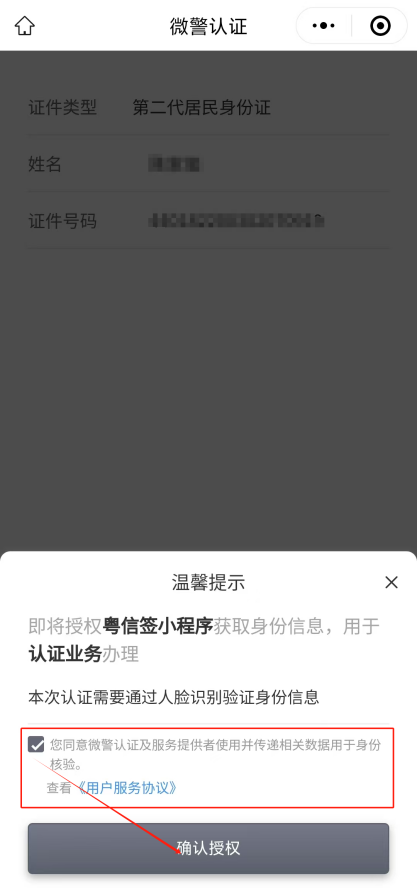 微警认证
证件类型 第二代居民身份证
姓名
证件号码
温馨提示
即将授权粤信签小程序获取身份信息，用于
认证业务办理
本次认证需要通过人脸识别验证身份信息
您同意微警认证及服务提供者使用并传递相关数据用于身份
核验。
查看《用户服务协议》
确认授权